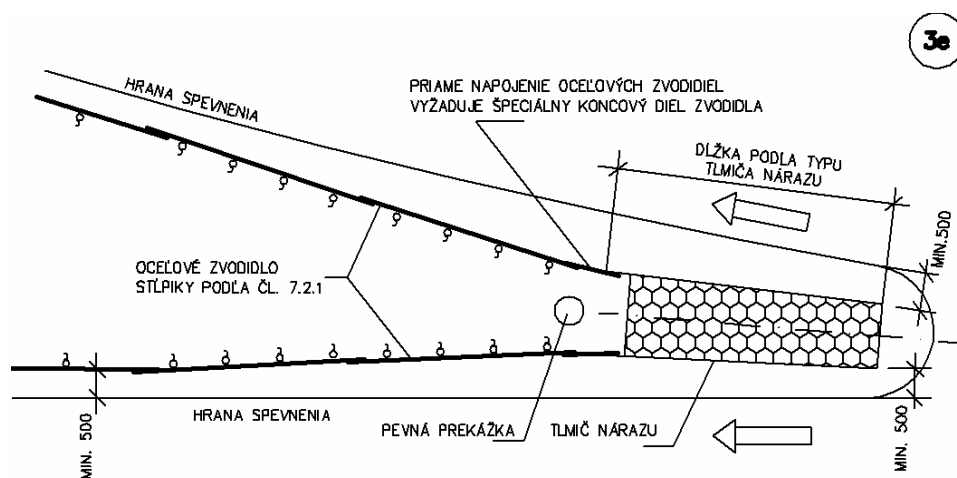 3e
HRANA SPEVNENIA
PRIAME NAPOJENIE OCEĽOVÝCH ZVODIDIEL
VYŽADUJE ŠPECIÁLNY KONCOVÝ DIEL ZVODIDLA
DĹŽKA PODĽA TYPU
TLMIČA NÁRAZU
MIN.500
OCEĽOVÉ ZVODIDLO
STĹPIKY PODĽA ČL. 7.2.1
HRANA SPEVNENIA
PEVNÁ PREKÁŽKA
TLMIČ NÁRAZU
MIN. 500
MIN. 500